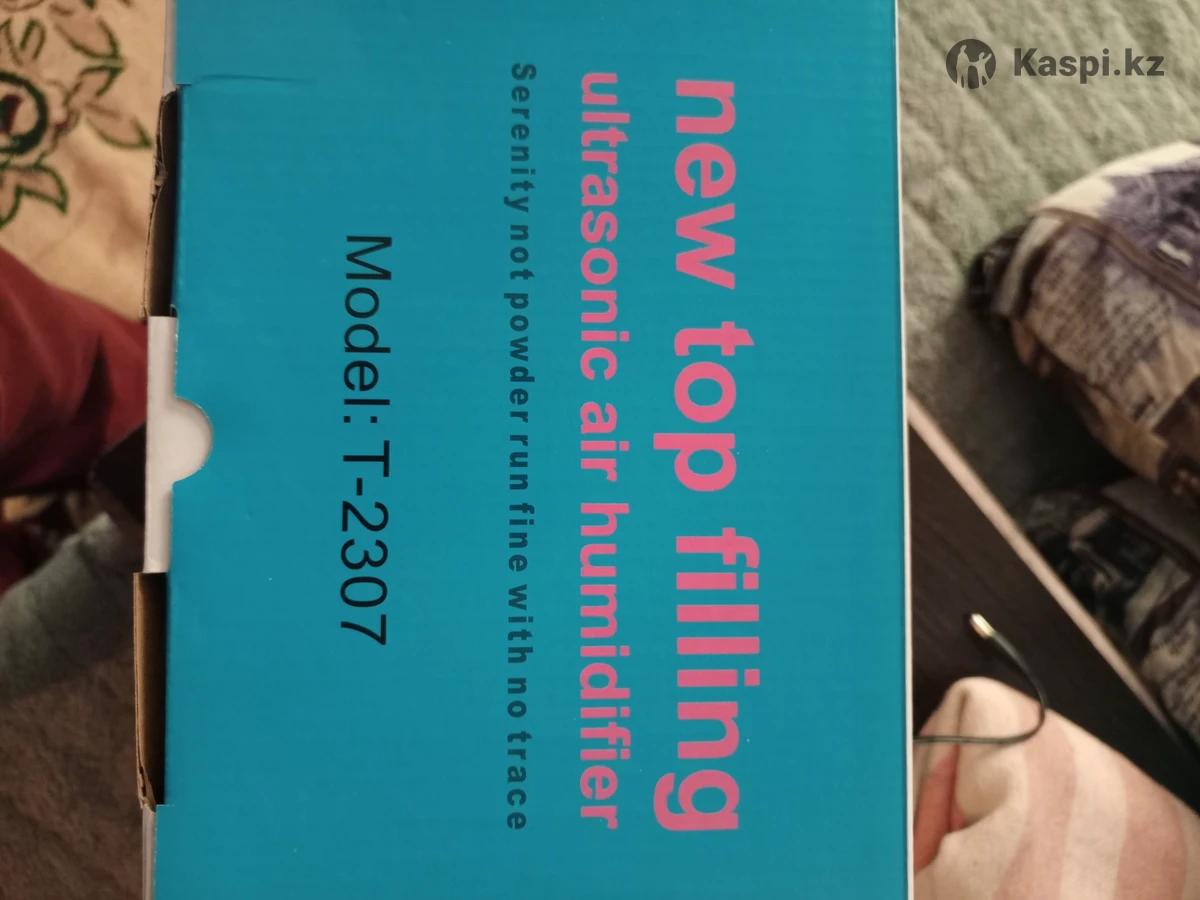 new top filling
ultrasonic air humidifier
Serenity not powder run fine with no trace
Model: T-2307
Kaspi.kz